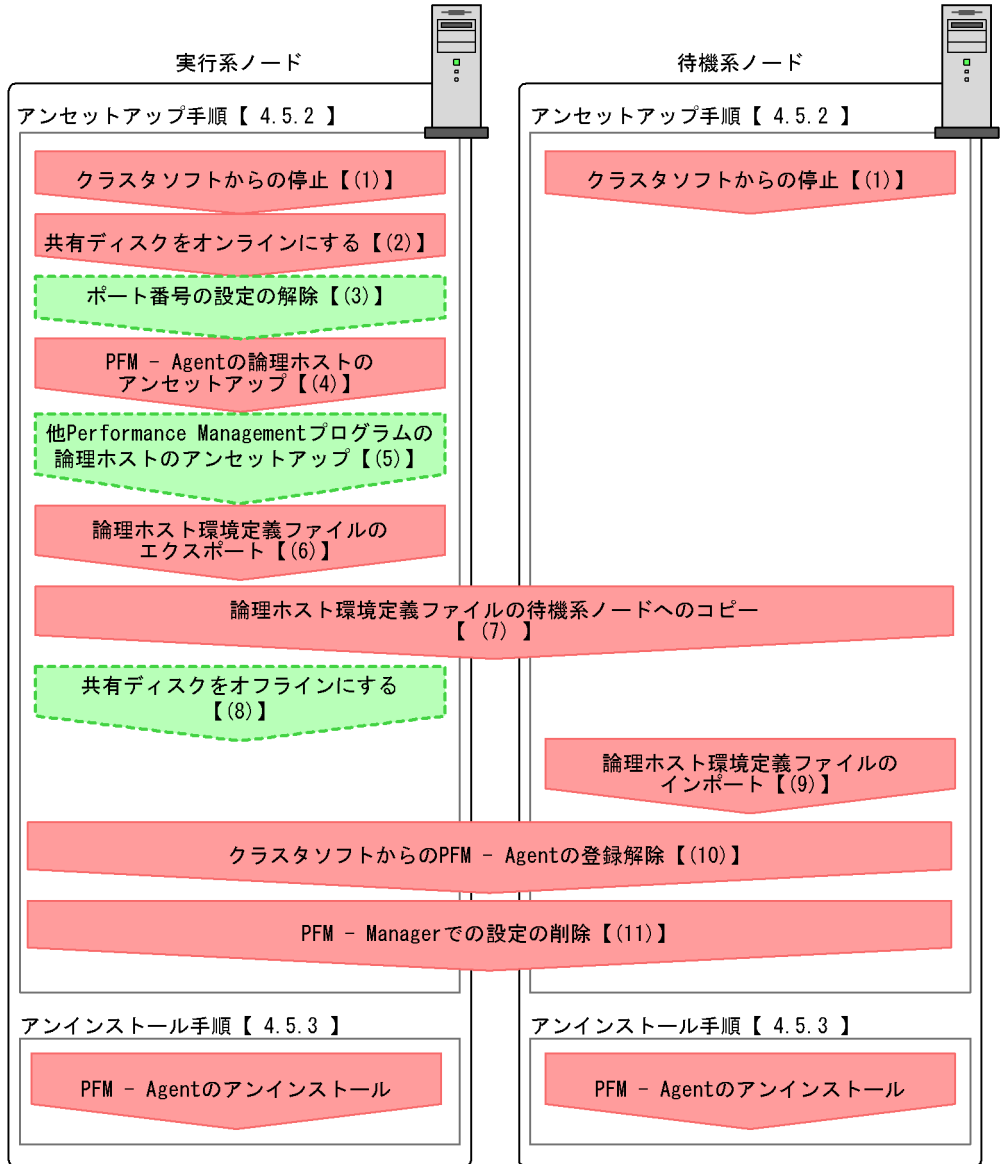 実行系ノード
待機系ノード
アンセットアップ手順【 4.5.2 】
アンセットアップ手順【 4.5.2 】
クラスタソフトからの停止【(1)】
クラスタソフトからの停止【(1)】
共有ディスクをオンラインにする【(2)】
ポート番号の設定の解除【(3)】
PFM - Agentの論理ホストの
アンセットアップ【(4)】
他Performance Managementプログラムの
論理ホストのアンセットアップ【(5)】
論理ホスト環境定義ファイルの
エクスポート【(6)】
論理ホスト環境定義ファイルの待機系ノードへのコピー
【 (7) 】
共有ディスクをオフラインにする
【(8)】
論理ホスト環境定義ファイルの
インポート【(9)】
クラスタソフトからのPFM - Agentの登録解除【(10)】
PFM - Managerでの設定の削除【(11)】
アンインストール手順【 4.5.3 】
アンインストール手順【 4.5.3 】
PFM - Agentのアンインストール
PFM - Agentのアンインストール